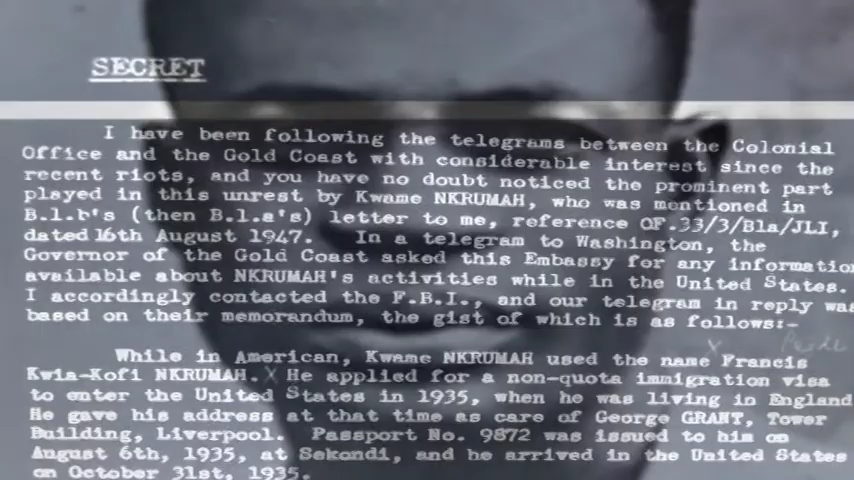 SECRET
I have been following the telegrams between the Colonial
Office and the Gold Coast with considerable interest since the
recent riots, and you have no doubt noticed the prominent part
played in this unrest by Kwame NKRUMAH, who was mentioned in
B.l.b's (then B.l.a's) letter to me, reference OF.33/3/B1a/JLI,
dated 16th August 1947. In a telegram to Washington, the
Governor of the Gold Coast asked this Embassy for any informatio
available about NKRUMAH's activities while in the United States.
I accordingly contacted the F.B.I., and our telegram in reply was
based on their memorandum, the gist of which is as follows:-
While in American, Kwame NKRUMAH used the name Francis
Kwia-Kofi NKRUMAH. X He applied for a non-quota immigration visa
to enter the United States in 1935, when he was living in England
He gave his address at that time as care of George GRANT, Tower
Building, Liverpool. Passport No. 9872 was issued to him on
August 6th, 1935, at Sekondi, and he arrived in the United States
on October 31st, 1935.